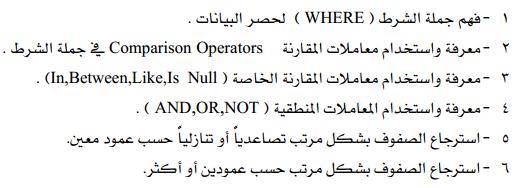 ١ - فهم جملة الشرط ( WHERE ) لحصر البيانات .
٢ - معرفة واستخدام معاملات المقارنة Comparison Operators في جملة الشرط .
٣ - معرفة واستخدام معاملات المقارنة الخاصة ( In,Between,Like,Is Null).
٤ - معرفة واستخدام المعاملات المنطقية ( AND,OR,NOT ) .
٥ - استرجاع الصفوف بشكل مرتب تصاعدياً أو تنازلياً حسب عمود معين.
٦ - استرجاع الصفوف بشكل مرتب حسب عمودين أو أكثر.